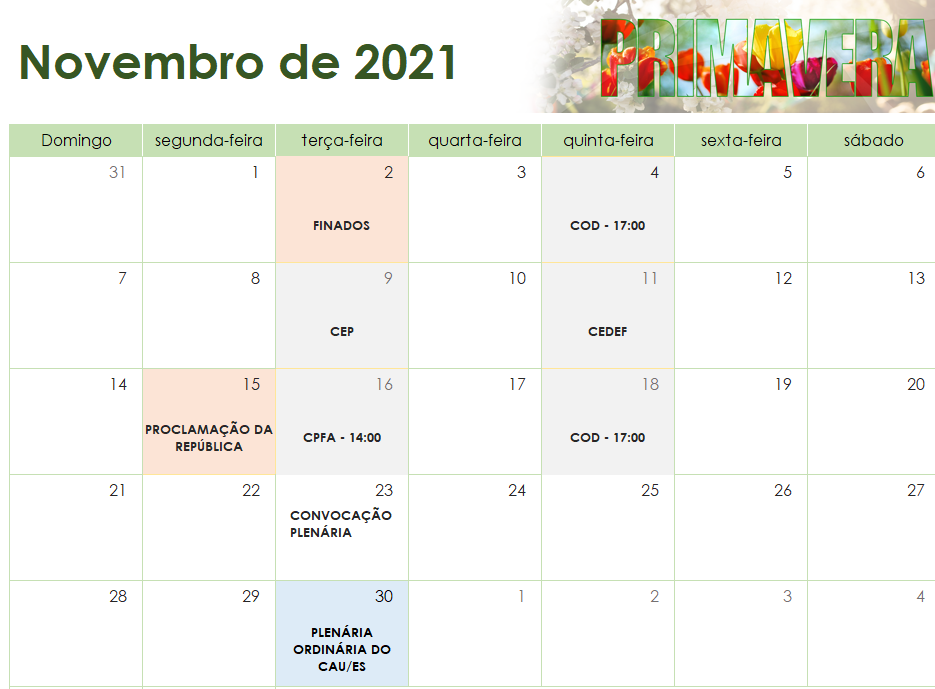 Novembro de 2021
PRIMAVERA
Domingo segunda-feira terça-feira quarta-feira quinta-feira sexta-feira sábado
31 1 2 3 4 5 6
FINADOS COD - 17:00
7 8 9 10 11 12 13
CEP CEDEF
14 15 16 17 18 19 20
PROCLAMAÇÃO DA
REPÚBLICA CPFA - 14:00 COD - 17:00
21 22 23 24 25 26 27
CONVOCAÇÃO
PLENÁRIA
28 29 30 1 2 3 4
PLENÁRIA
ORDINÁRIA DO
CAU/ES